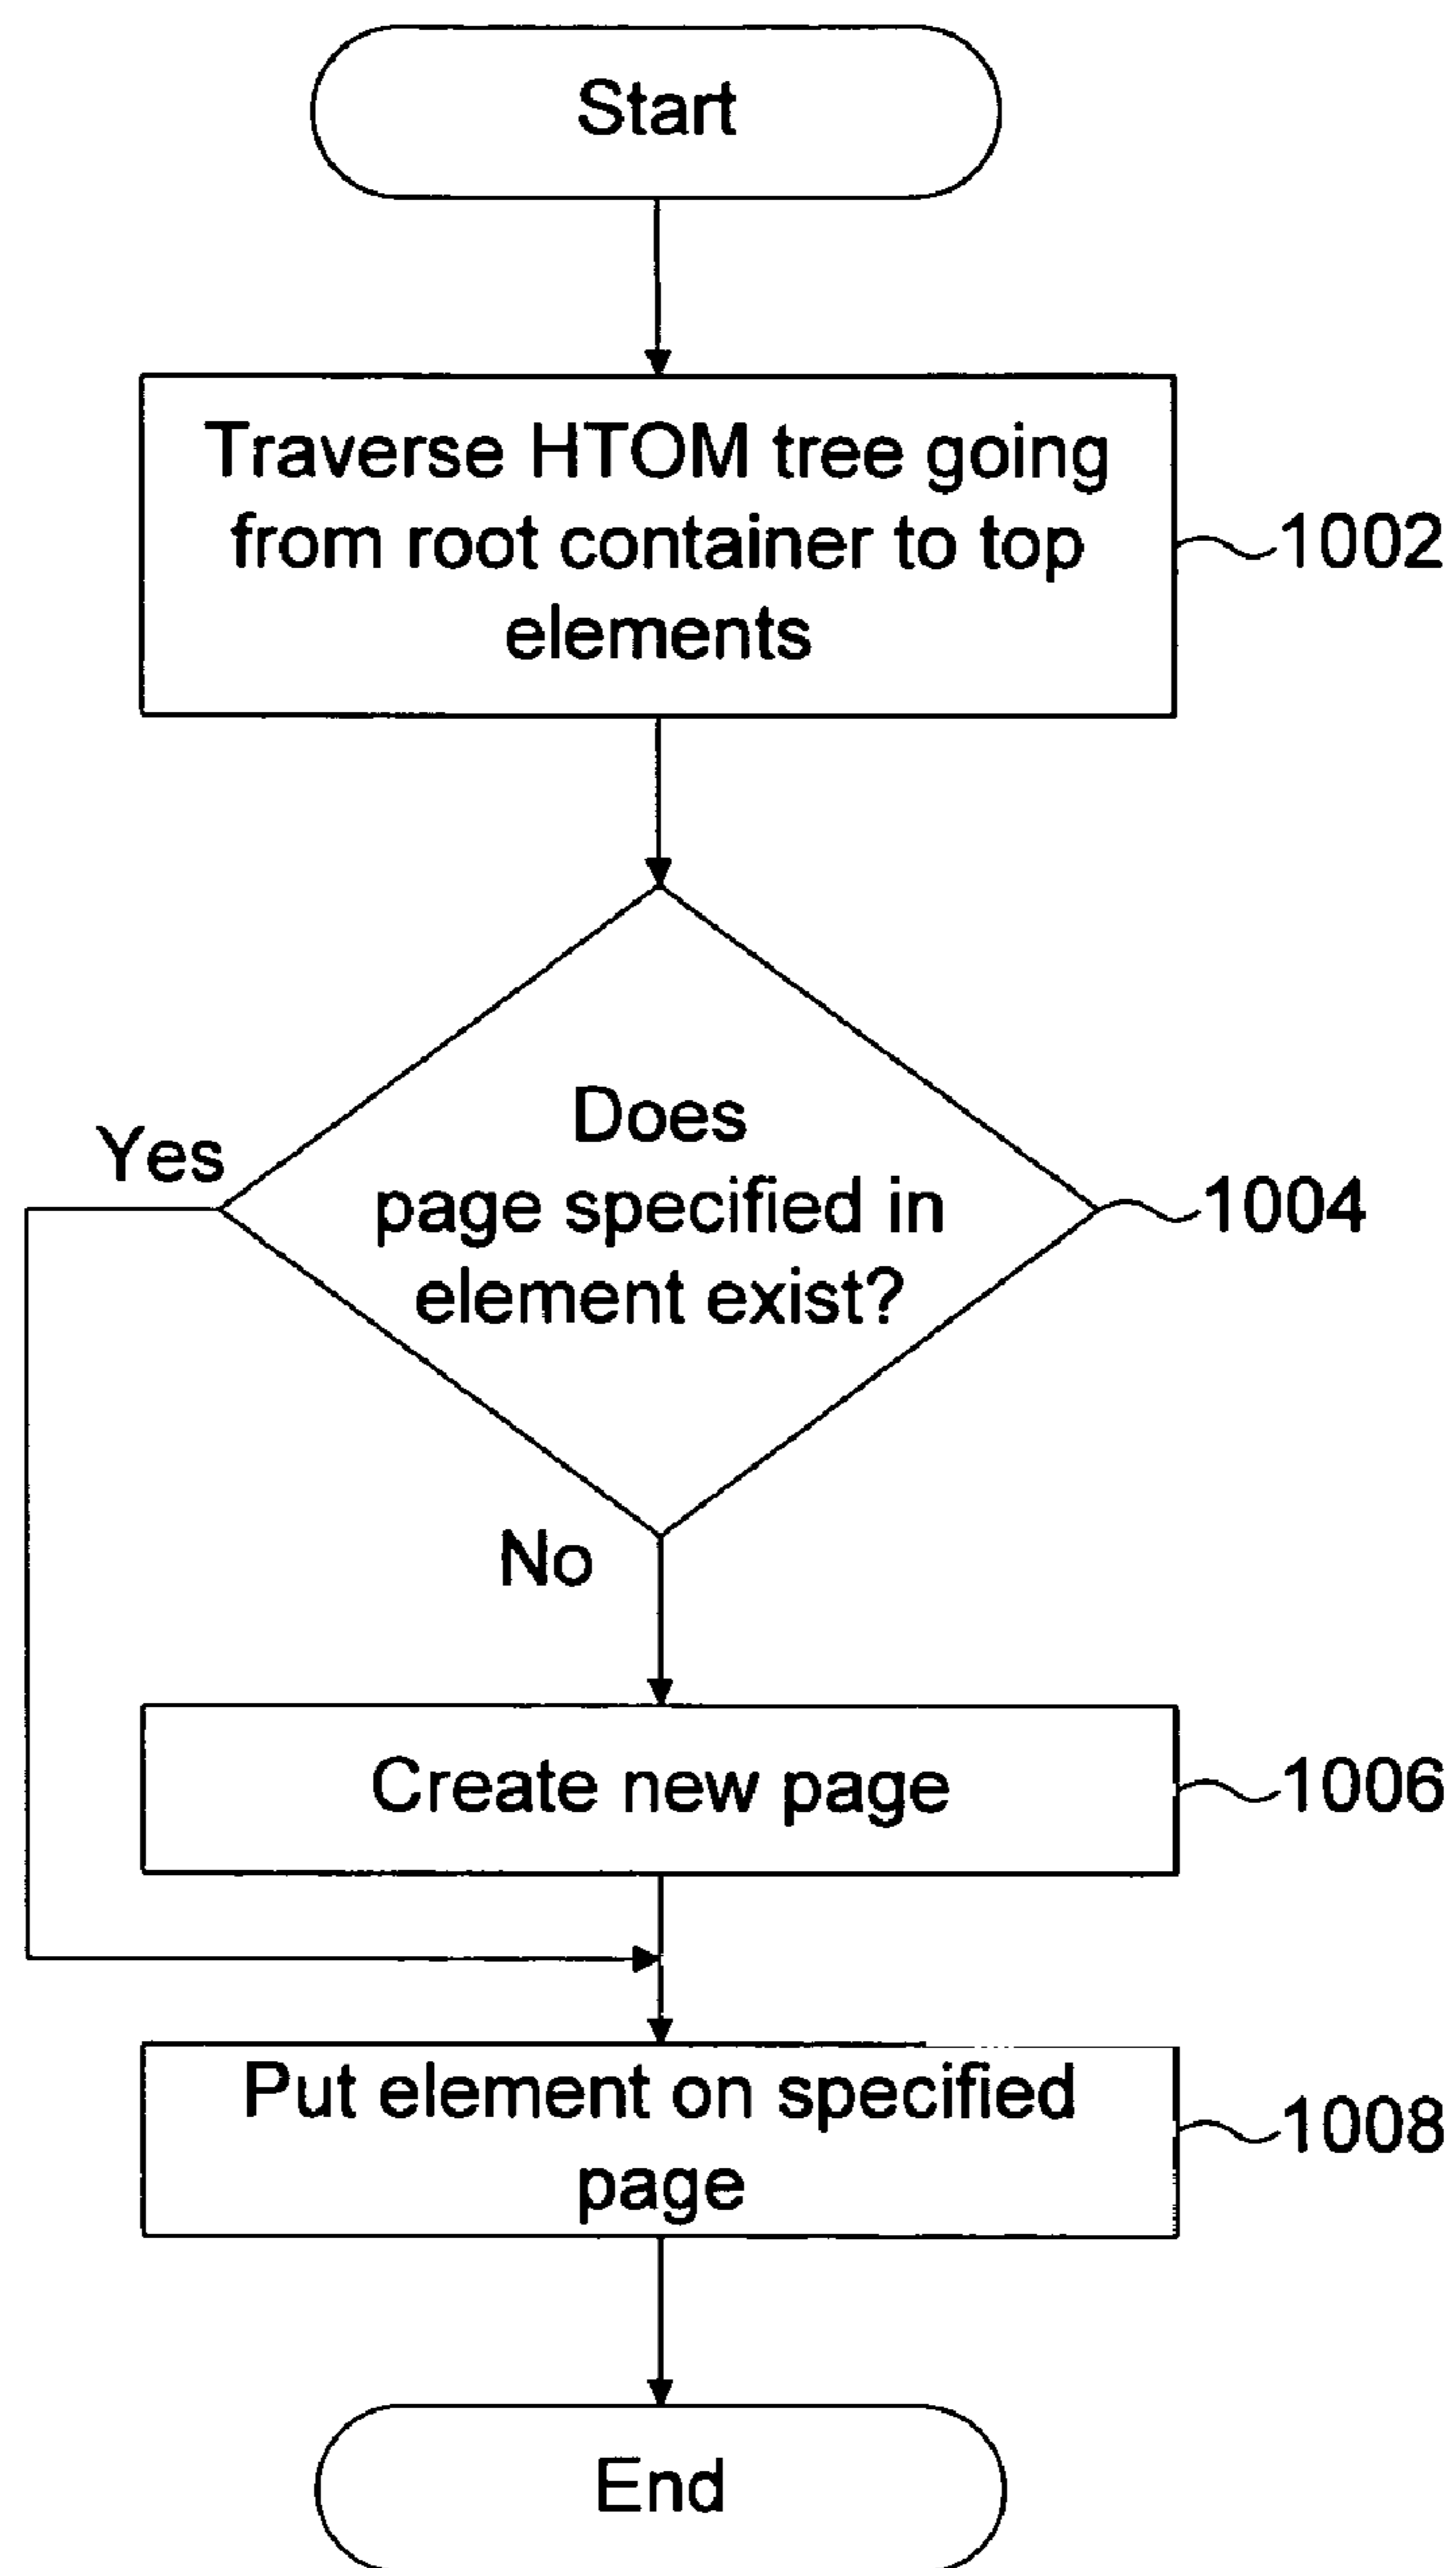 Start
Traverse HTOM tree going
from root container to top
elements
1002
Does
page specified in
element exist?
1004
Yes
No
Create new page
1006
Put element on specified
page
1008
End